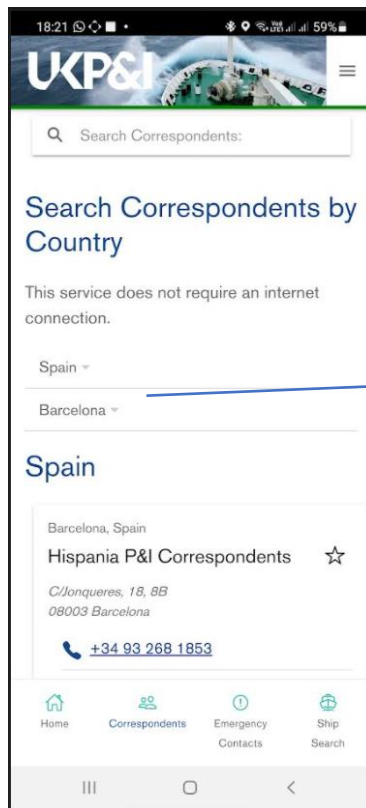 18:21
59%
UKP&I
Search Correspondents:
Search Correspondents by
Country
This service does not require an internet
connection.
Spain
Barcelona
Spain
Barcelona, Spain
Hispania P&I Correspondents
C/Jonqueres, 18, 8B
08003 Barcelona
+34 93 268 1853
Home Correspondents Emergency Contacts Ship Search